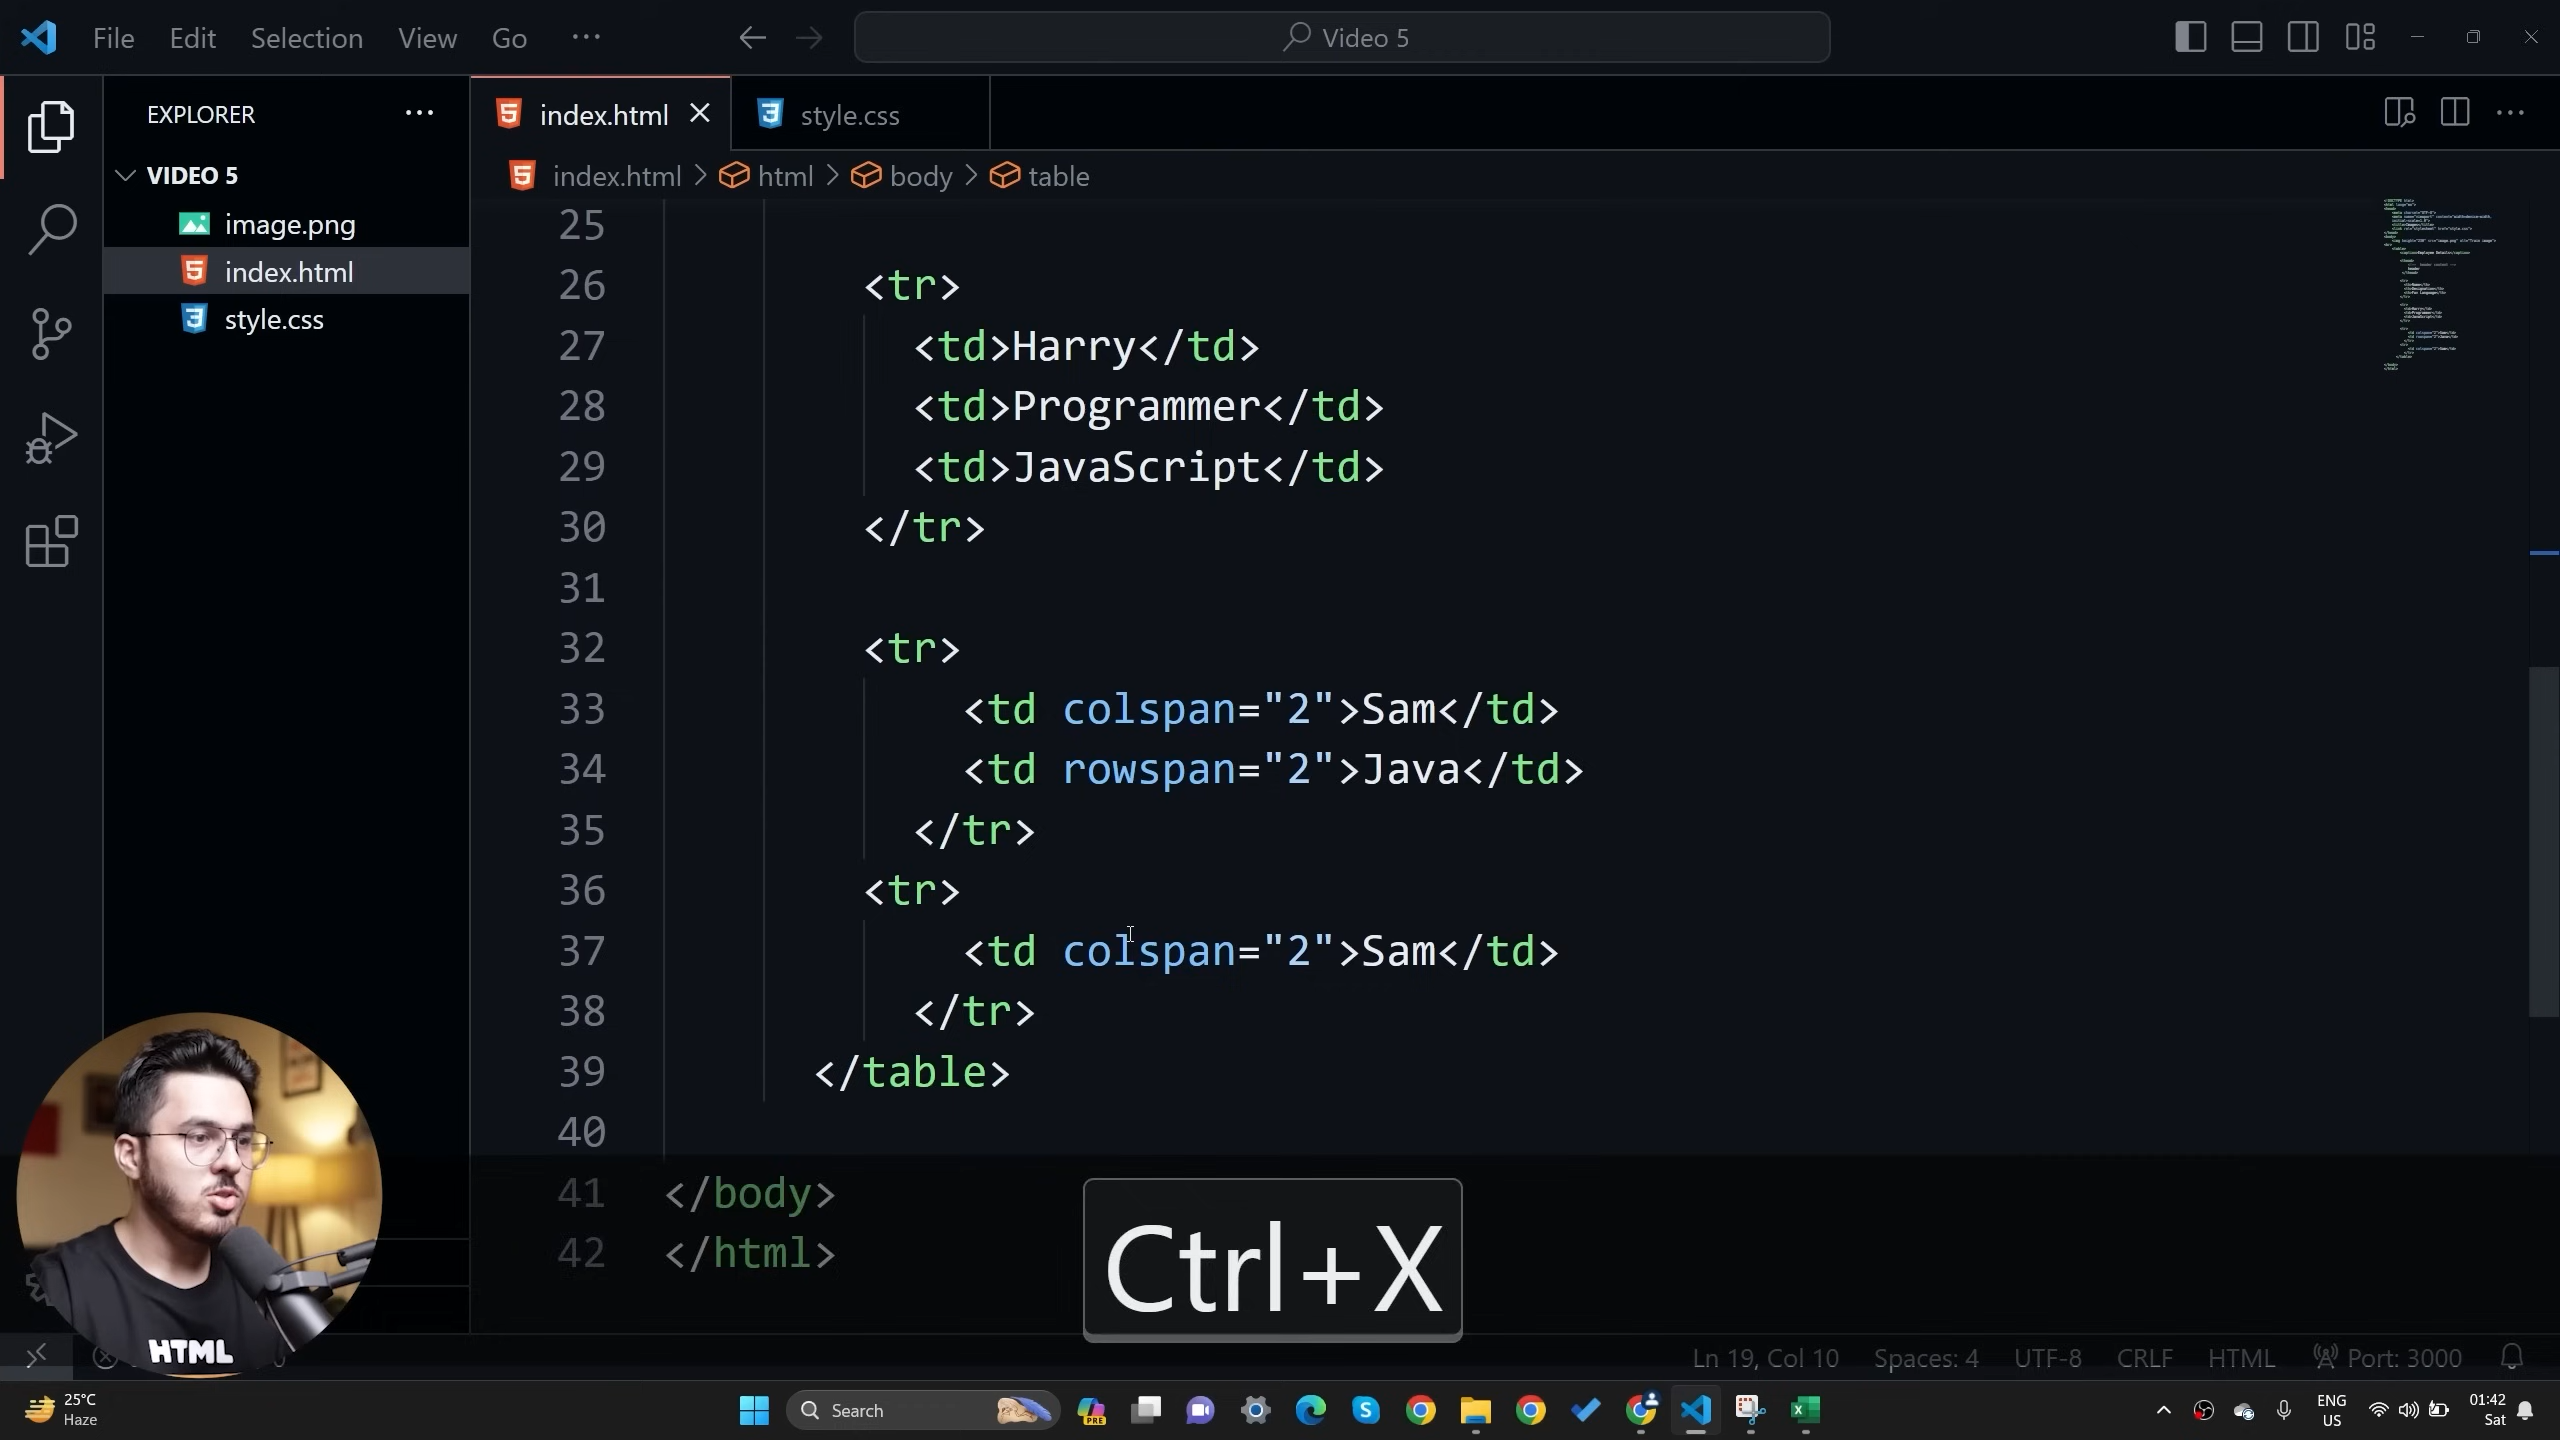 File Edit Selection View Go ··· Video 5
EXPLORER ···
VIDEO 5
image.png
index.html
style.css
index.html style.css
index.html > html > body > table
25
26 <tr>
27 <td>Harry</td>
28 <td>Programmer</td>
29 <td>JavaScript</td>
30 </tr>
31
32 <tr>
33 <td colspan="2">Sam</td>
34 <td rowspan="2">Java</td>
35 </tr>
36 <tr>
37 <td colspan="2">Sam</td>
38 </tr>
39 </table>
40
41 </body>
42 </html>
Ctrl+X
HTML
Ln 19, Col 10 Spaces: 4 UTF-8 CRLF HTML Port: 3000
25°C
Haze
Search
PRE
ENG
US
01:42
Sat